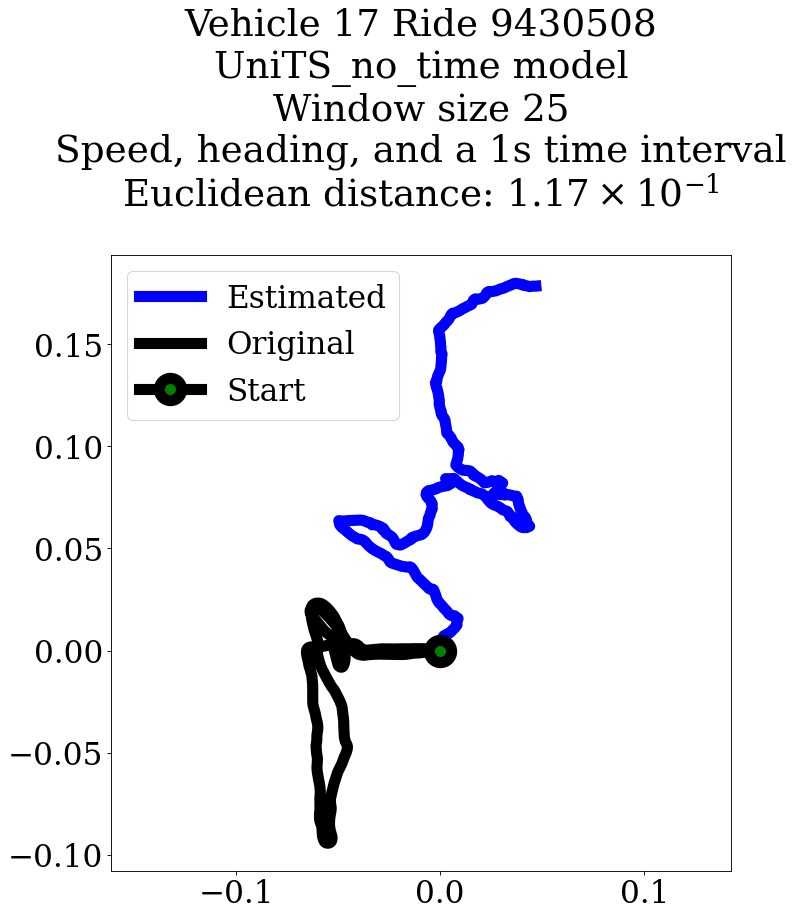 Vehicle 17 Ride 9430508
UniTS_no_time model
Window size 25
Speed, heading, and a 1s time interval
Euclidean distance: 1.17 × 10⁻¹
Estimated
Original
Start
0.15
0.10
0.05
0.00
−0.05
−0.10
−0.1 0.0 0.1